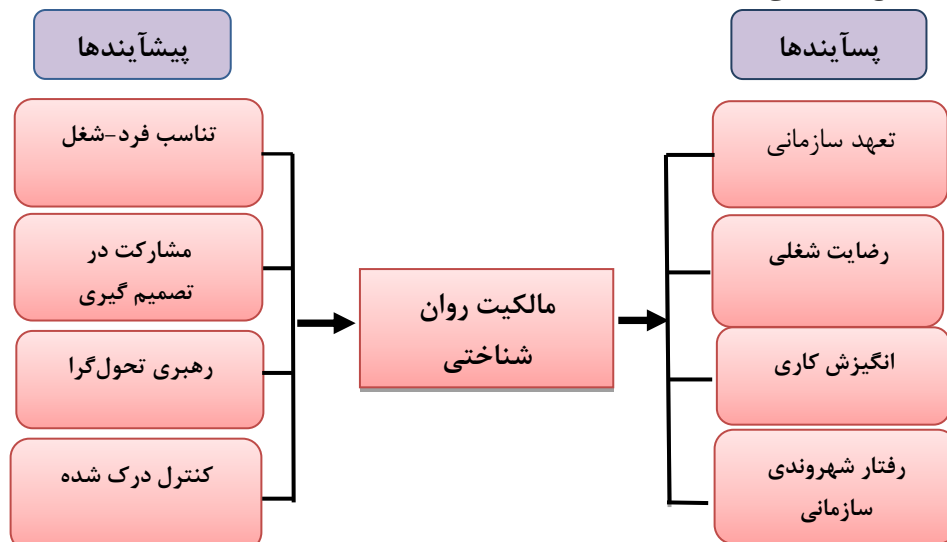 پیشآیندها
تناسب فرد-شغل
مشارکت در
تصمیم گیری
رهبری تحول‌گرا
کنترل درک شده
مالکیت روان
شناختی
پسآیندها
تعهد سازمانی
رضایت شغلی
انگیزش کاری
رفتار شهروندی
سازمانی